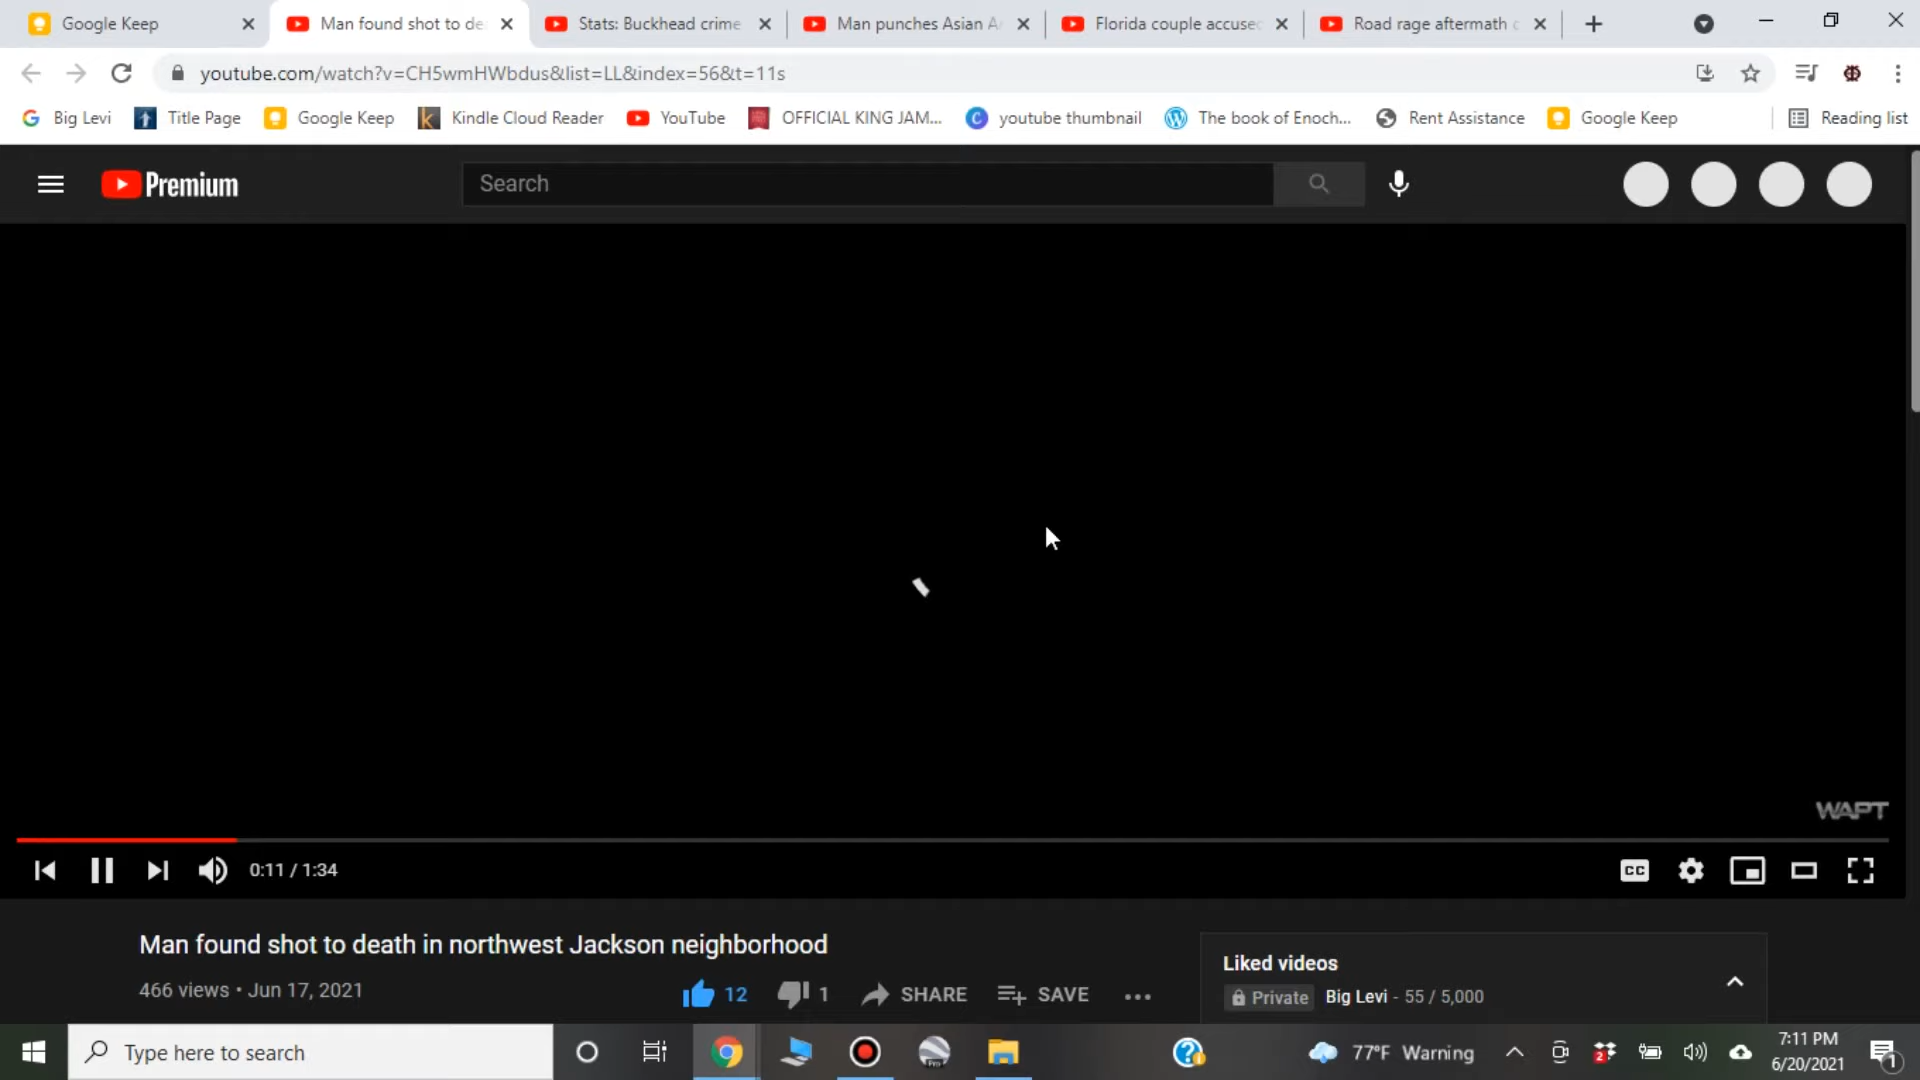 Google Keep
Man found shot to de
Stats: Buckhead crime
Man punches Asian A
Florida couple accused
Road rage aftermath
youtube.com/watch?v=CH5wmHWbdus&list=LL&index=56&t=11s
Big Levi
Title Page
Google Keep
Kindle Cloud Reader
YouTube
OFFICIAL KING JAM...
youtube thumbnail
The book of Enoch...
Rent Assistance
Google Keep
Reading list
Premium
Search
WAPT
0:11 / 1:34
CC
Man found shot to death in northwest Jackson neighborhood
466 views • Jun 17, 2021
12
1
SHARE
SAVE
Liked videos
Private
Big Levi - 55 / 5,000
Type here to search
77°F Warning
2
7:11 PM
6/20/2021
1